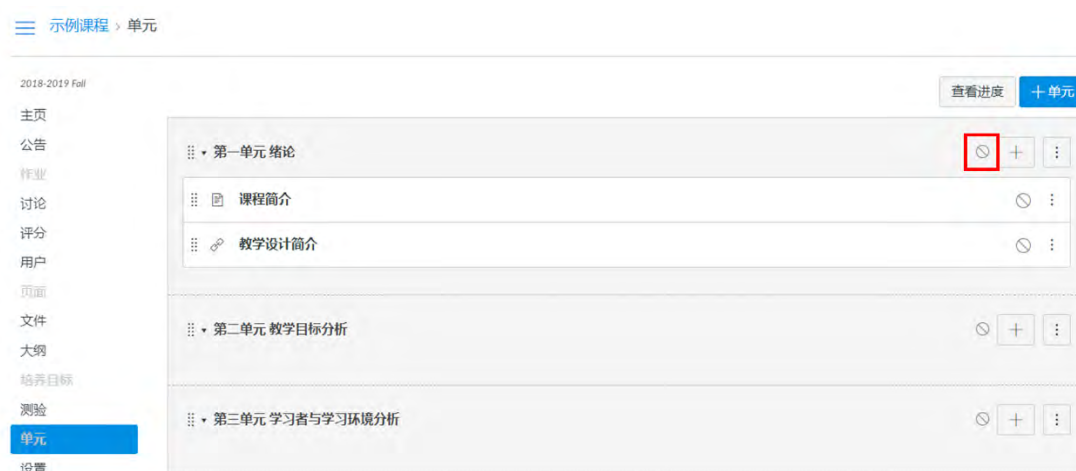 示例课程 › 单元
2018-2019 Fall
查看进度
＋单元
主页
公告
作业
讨论
评分
用户
页面
文件
大纲
培养目标
测验
单元
设置
第一单元 绪论
课程简介
教学设计简介
第二单元 教学目标分析
第三单元 学习者与学习环境分析